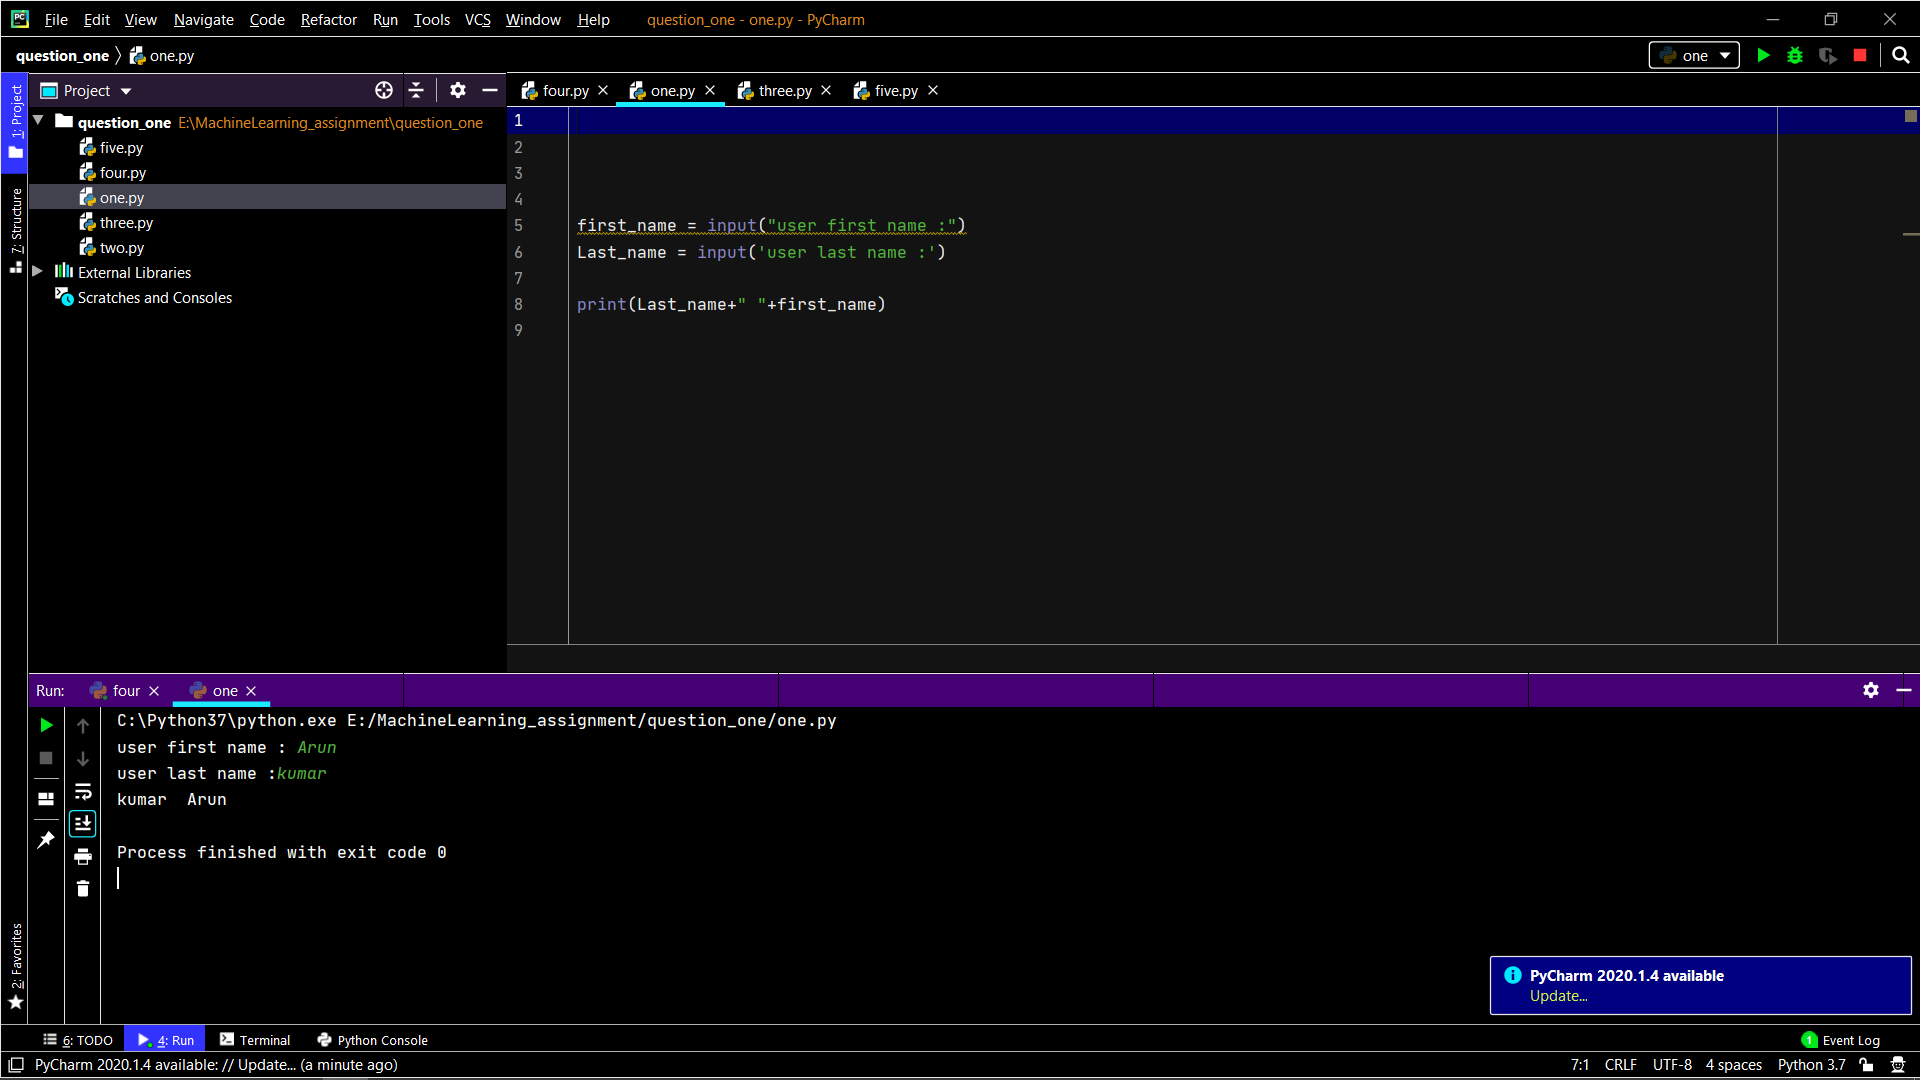 PC File Edit View Navigate Code Refactor Run Tools VCS Window Help question_one - one.py - PyCharm
question_one one.py one
1: Project
Project
four.py one.py three.py five.py
question_one E:\MachineLearning_assignment\question_one
five.py
four.py
one.py
three.py
two.py
External Libraries
Scratches and Consoles
7: Structure
1
2
3
4
5 first_name = input("user first name :")
6 Last_name = input('user last name :')
7
8 print(Last_name+" "+first_name)
9
Run: four one
C:\Python37\python.exe E:/MachineLearning_assignment/question_one/one.py
user first name : Arun
user last name :kumar
kumar  Arun
Process finished with exit code 0
2: Favorites
PyCharm 2020.1.4 available
Update...
6: TODO 4: Run Terminal Python Console 1 Event Log
PyCharm 2020.1.4 available: // Update... (a minute ago) 7:1 CRLF UTF-8 4 spaces Python 3.7